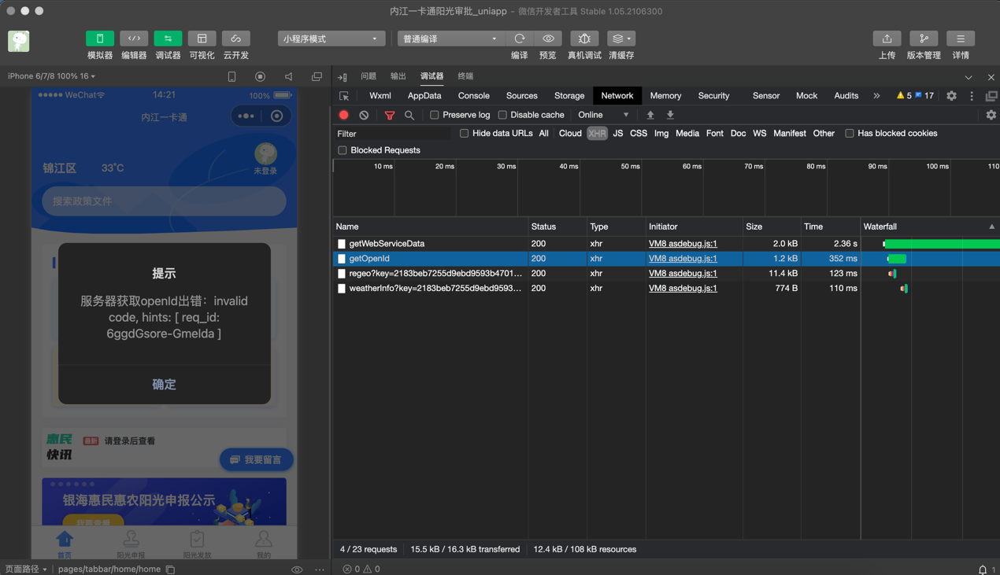 内江一卡通阳光审批_uniapp - 微信开发者工具 Stable 1.05.2106300
小程序模式
普通编译
模拟器 编辑器 调试器 可视化 云开发
编译 预览 真机调试 清缓存
上传 版本管理 详情
iPhone 6/7/8 100% 16
问题 输出 调试器 终端
WeChat 14:21 100%
内江一卡通
锦江区 33℃
未登录
搜索政策文件
提示
服务器获取openId出错：invalid
code, hints: [ req_id:
6ggdGsore-Gmelda ]
确定
惠民
快讯
最新 请登录后查看
我要留言
银海惠民惠农阳光申报公示
我要查看
首页 阳光申报 阳光发放 我的
页面路径 pages/tabbar/home/home
Wxml AppData Console Sources Storage Network Memory Security Sensor Mock Audits » 5 17
Preserve log Disable cache Online
Filter Hide data URLs All Cloud XHR JS CSS Img Media Font Doc WS Manifest Other Has blocked cookies
Blocked Requests
10 ms 20 ms 30 ms 40 ms 50 ms 60 ms 70 ms 80 ms 90 ms 100 ms 110
Name Status Type Initiator Size Time Waterfall
getWebServiceData 200 xhr VM8 asdebug.js:1 2.0 kB 2.36 s
getOpenId 200 xhr VM8 asdebug.js:1 1.2 kB 352 ms
regeo?key=2183beb7255d9ebd9593b4701... 200 xhr VM8 asdebug.js:1 11.4 kB 123 ms
weatherInfo?key=2183beb7255d9ebd9593... 200 xhr VM8 asdebug.js:1 774 B 110 ms
4 / 23 requests 15.5 kB / 16.3 kB transferred 12.4 kB / 108 kB resources
0 0
1